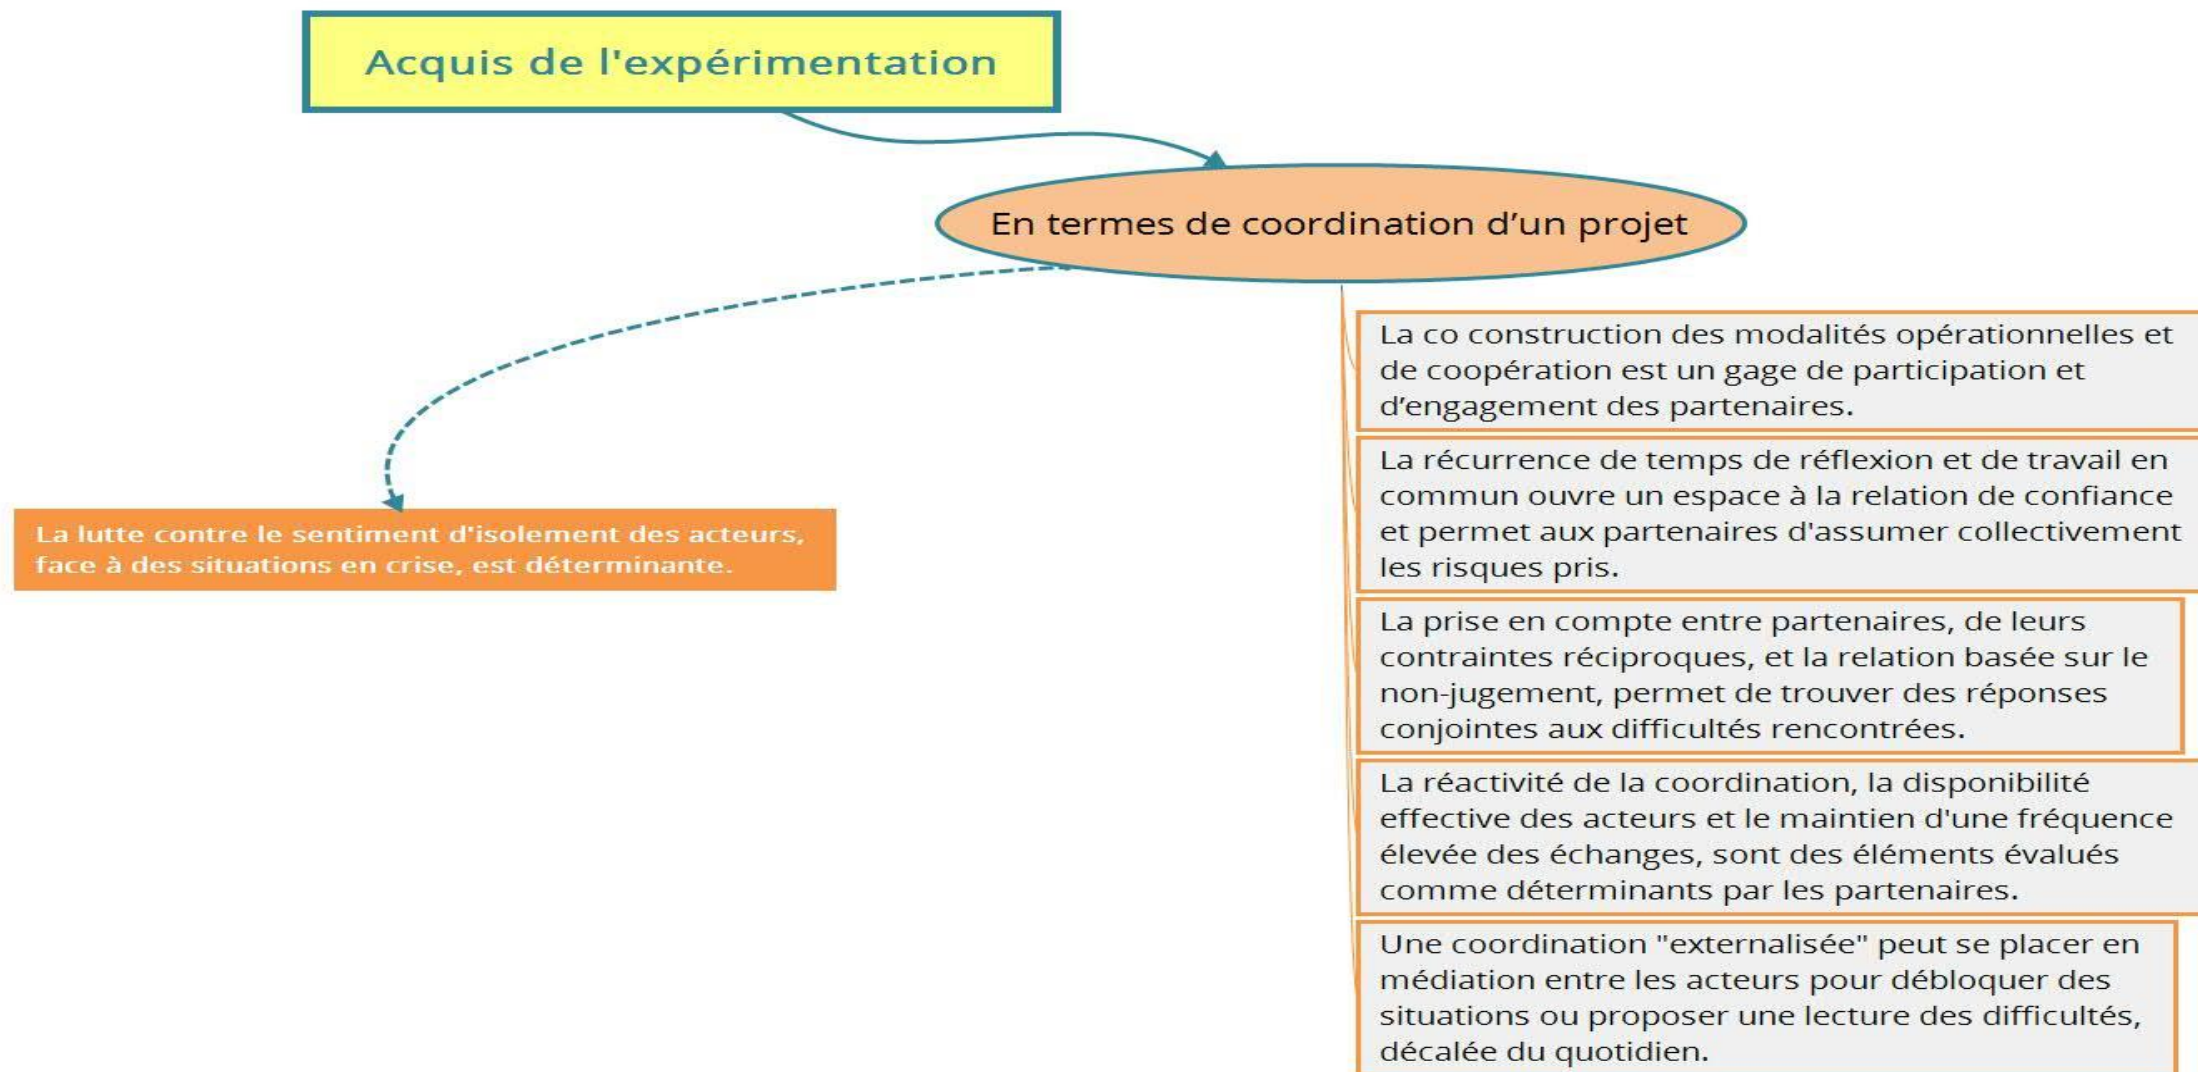 Acquis de l'expérimentation
En termes de coordination d’un projet
La co construction des modalités opérationnelles et
de coopération est un gage de participation et
d’engagement des partenaires.
La récurrence de temps de réflexion et de travail en
commun ouvre un espace à la relation de confiance
et permet aux partenaires d'assumer collectivement
les risques pris.
La lutte contre le sentiment d'isolement des acteurs,
face à des situations en crise, est déterminante.
La prise en compte entre partenaires, de leurs
contraintes réciproques, et la relation basée sur le
non-jugement, permet de trouver des réponses
conjointes aux difficultés rencontrées.
La réactivité de la coordination, la disponibilité
effective des acteurs et le maintien d'une fréquence
élevée des échanges, sont des éléments évalués
comme déterminants par les partenaires.
Une coordination "externalisée" peut se placer en
médiation entre les acteurs pour débloquer des
situations ou proposer une lecture des difficultés,
décalée du quotidien.